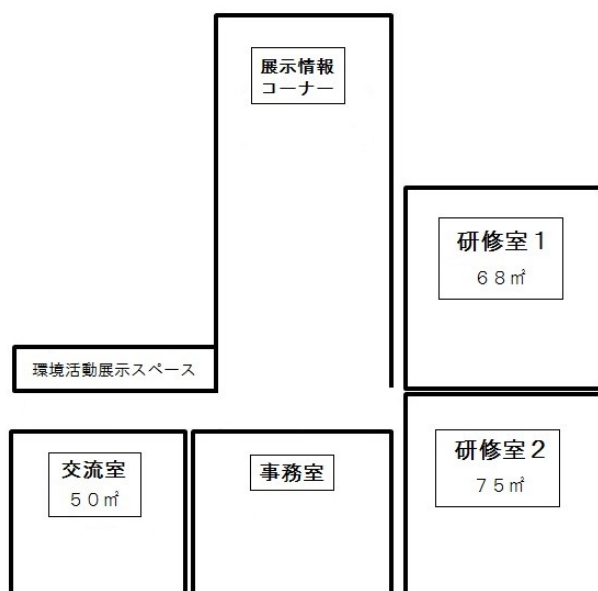 展示情報
コーナー
研修室１
６８㎡
環境活動展示スペース
交流室
５０㎡
事務室
研修室２
７５㎡